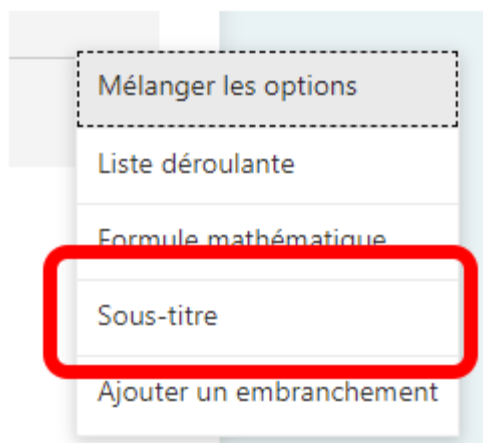 Mélanger les options
Liste déroulante
Formule mathématique
Sous-titre
Ajouter un embranchement